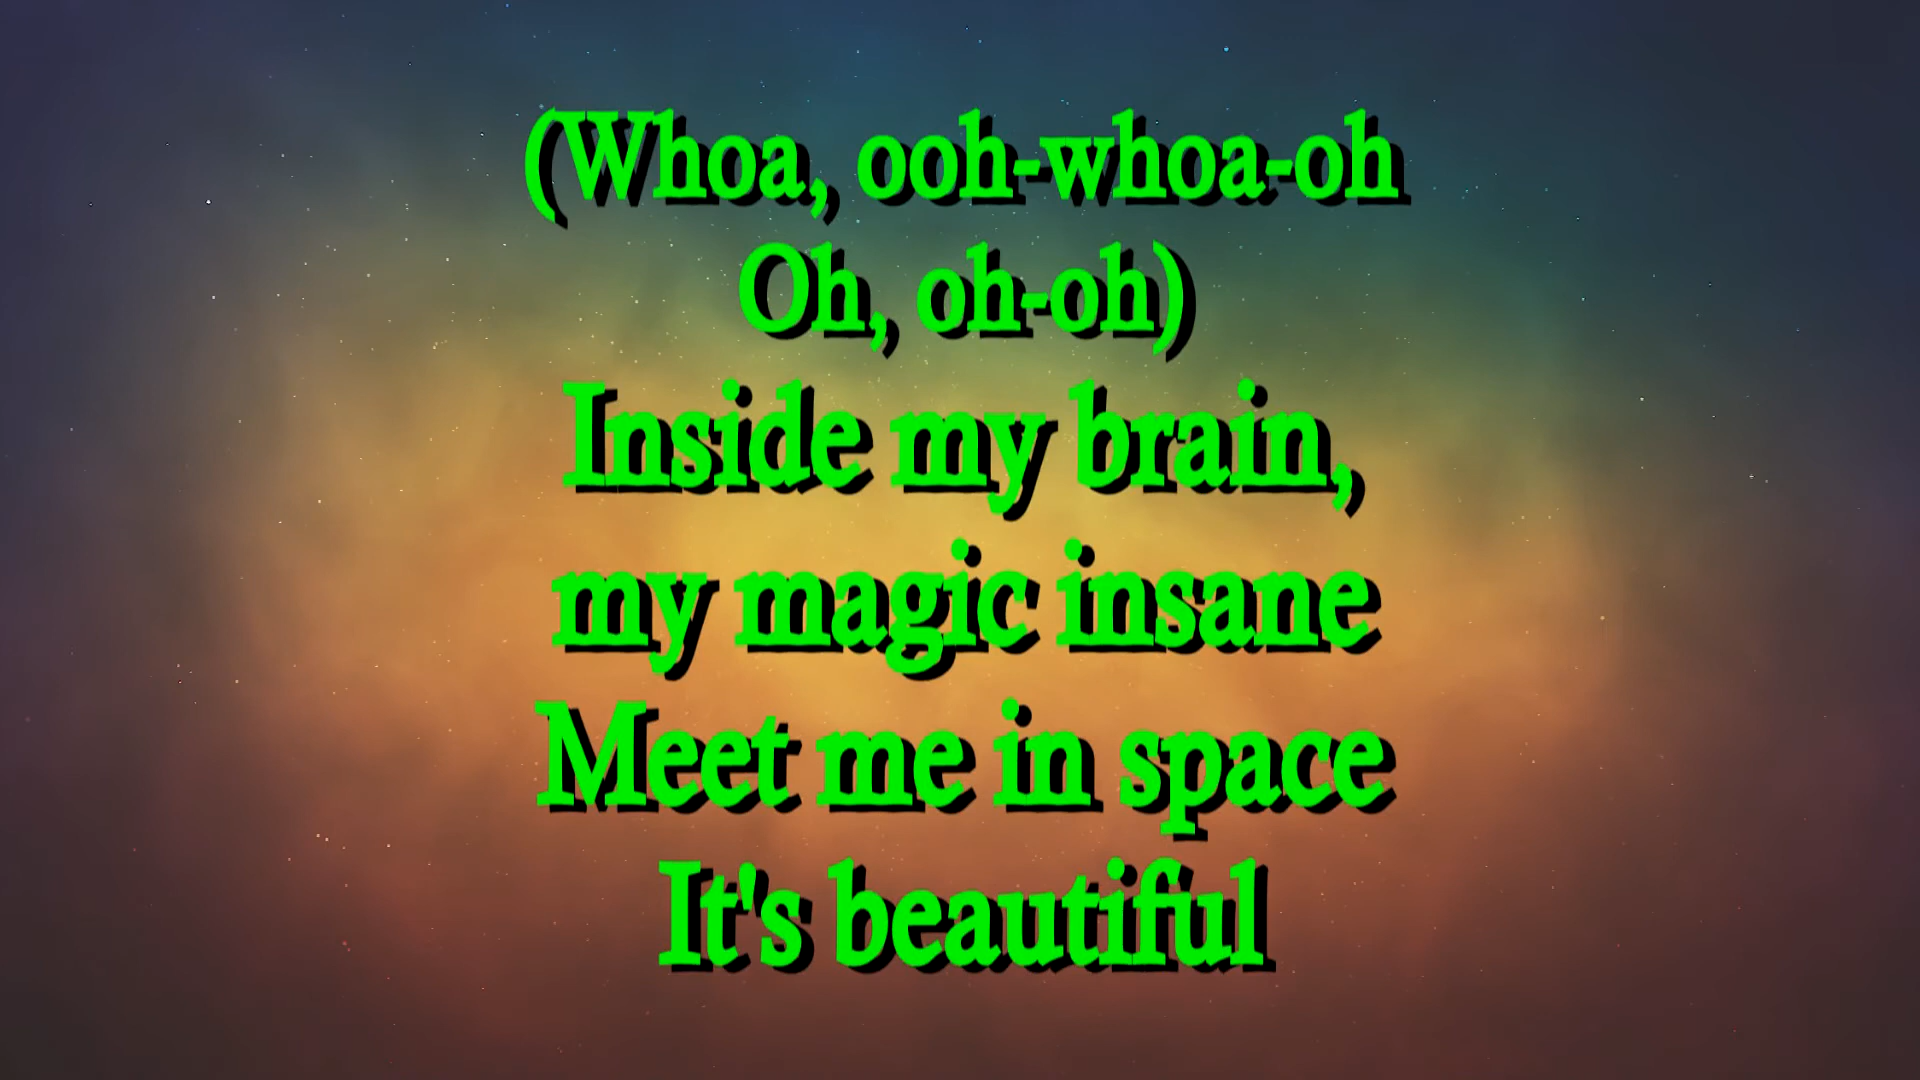 (Whoa, ooh-whoa-oh
Oh, oh-oh)
Inside my brain,
my magic insane
Meet me in space
It's beautiful